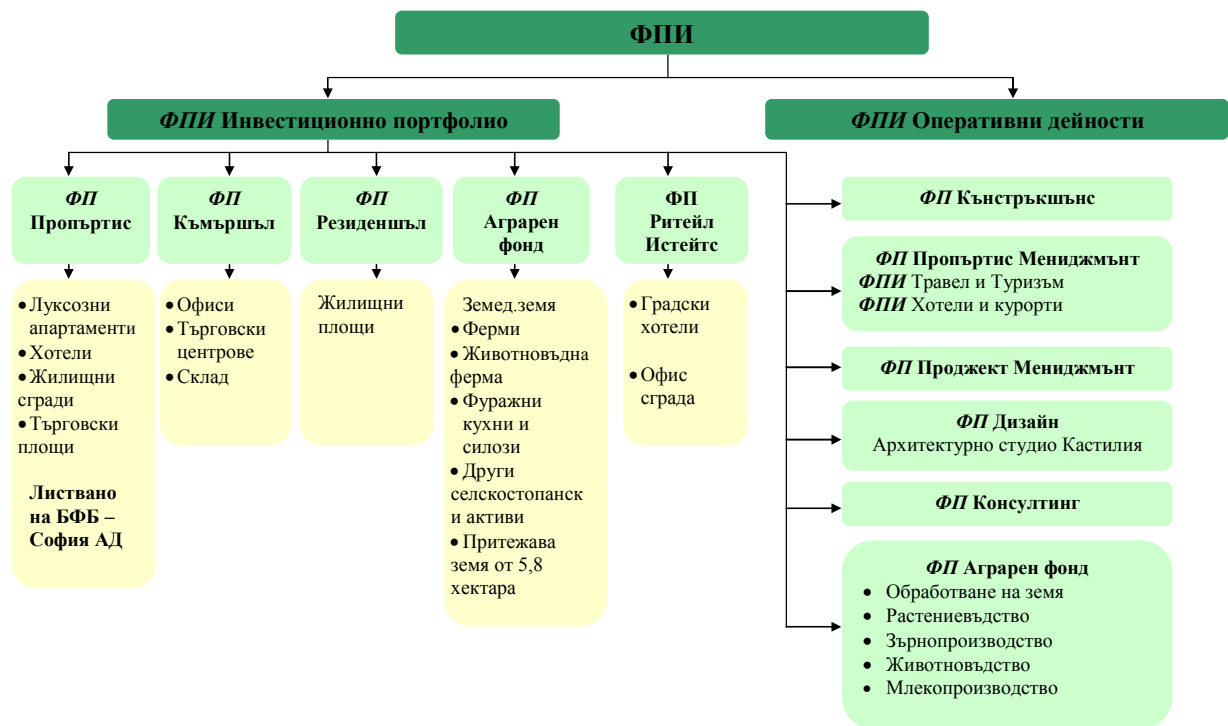 ФПИ
ФПИ Инвестиционно портфолио
ФПИ Оперативни дейности
ФП
Пропъртис
ФП
Къмършъл
ФП
Резиденшъл
ФП
Аграрен
фонд
ФП
Ритейл
Истейтс
• Луксозни
апартаменти
• Хотели
• Жилищни
сгради
• Търговски
площи
Листвано
на БФБ –
София АД
• Офиси
• Търговски
центрове
• Склад
Жилищни
площи
Земед.земя
• Ферми
• Животновъдна
ферма
• Фуражни
кухни и
силози
• Други
селскостопанск
и активи
• Притежава
земя от 5,8
хектара
• Градски
хотели
• Офис
сграда
ФП Кънстръкшънс
ФП Пропъртис Мениджмънт
ФПИ Травел и Туризъм
ФПИ Хотели и курорти
ФП Проджект Мениджмънт
ФП Дизайн
Архитектурно студио Кастилия
ФП Консултинг
ФП Аграрен фонд
• Обработване на земя
• Растениевъдство
• Зърнопроизводство
• Животновъдство
• Млекопроизводство